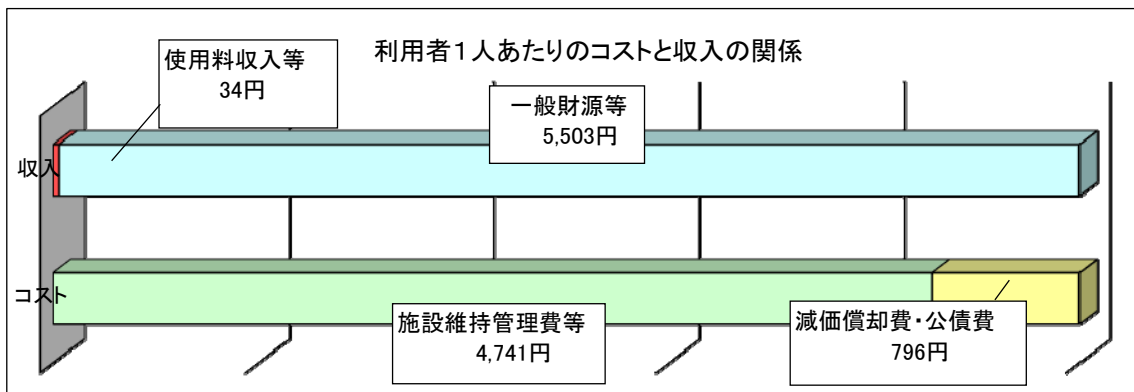 利用者１人あたりのコストと収入の関係
使用料収入等
34円
一般財源等
5,503円
収入
コスト
施設維持管理費等
4,741円
減価償却費・公債費
796円